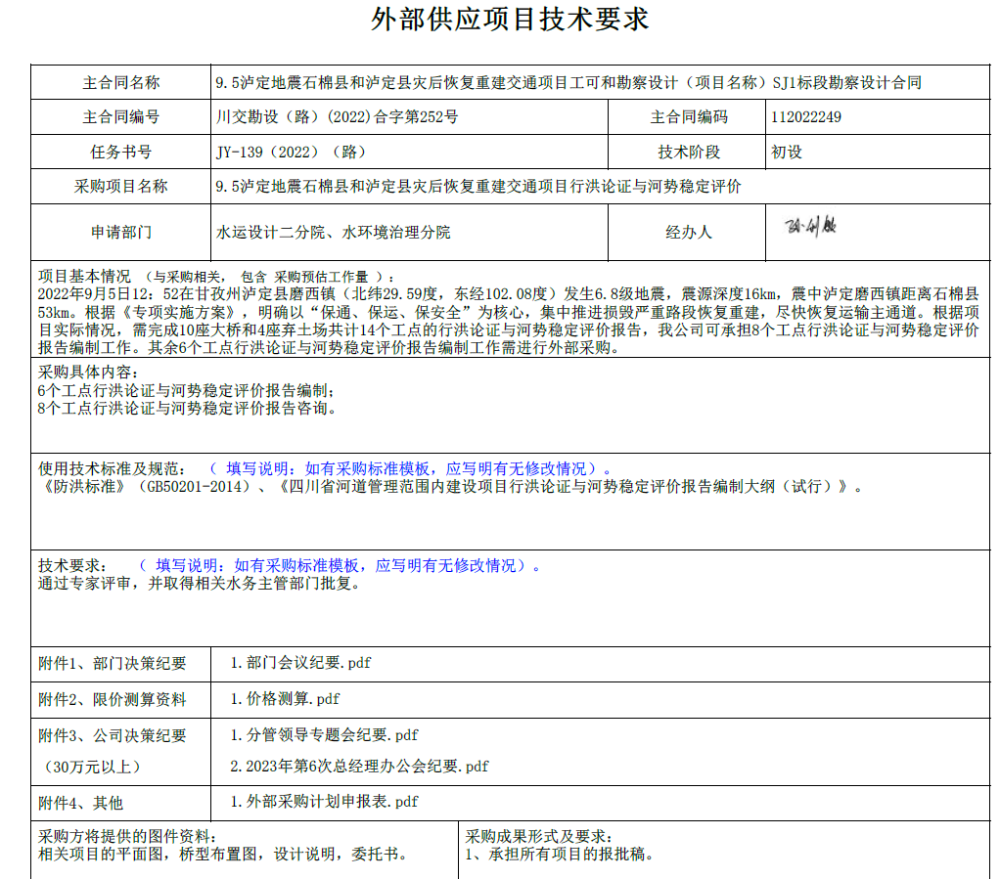 外部供应项目技术要求
主合同名称 9.5泸定地震石棉县和泸定县灾后恢复重建交通项目工可和勘察设计（项目名称）SJ1标段勘察设计合同
主合同编号 川交勘设（路）(2022)合字第252号 主合同编码 112022249
任务书号 JY-139（2022）（路） 技术阶段 初设
采购项目名称 9.5泸定地震石棉县和泸定县灾后恢复重建交通项目行洪论证与河势稳定评价
申请部门 水运设计二分院、水环境治理分院 经办人
项目基本情况 （与采购相关， 包含 采购预估工作量 ）：
2022年9月5日12：52在甘孜州泸定县磨西镇（北纬29.59度，东经102.08度）发生6.8级地震，震源深度16km，震中泸定磨西镇距离石棉县
53km。根据《专项实施方案》，明确以“保通、保运、保安全”为核心，集中推进损毁严重路段恢复重建，尽快恢复运输主通道。根据项
目实际情况，需完成10座大桥和4座弃土场共计14个工点的行洪论证与河势稳定评价报告，我公司可承担8个工点行洪论证与河势稳定评价
报告编制工作。其余6个工点行洪论证与河势稳定评价报告编制工作需进行外部采购。
采购具体内容：
6个工点行洪论证与河势稳定评价报告编制；
8个工点行洪论证与河势稳定评价报告咨询。
使用技术标准及规范： （ 填写说明：如有采购标准模板，应写明有无修改情况）。
《防洪标准》（GB50201-2014）、《四川省河道管理范围内建设项目行洪论证与河势稳定评价报告编制大纲（试行）》。
技术要求： （ 填写说明：如有采购标准模板，应写明有无修改情况）。
通过专家评审，并取得相关水务主管部门批复。
附件1、部门决策纪要 1.部门会议纪要.pdf
附件2、限价测算资料 1.价格测算.pdf
附件3、公司决策纪要 1.分管领导专题会纪要.pdf
（30万元以上） 2.2023年第6次总经理办公会纪要.pdf
附件4、其他 1.外部采购计划申报表.pdf
采购方将提供的图件资料： 采购成果形式及要求：
相关项目的平面图，桥型布置图，设计说明，委托书。 1、承担所有项目的报批稿。